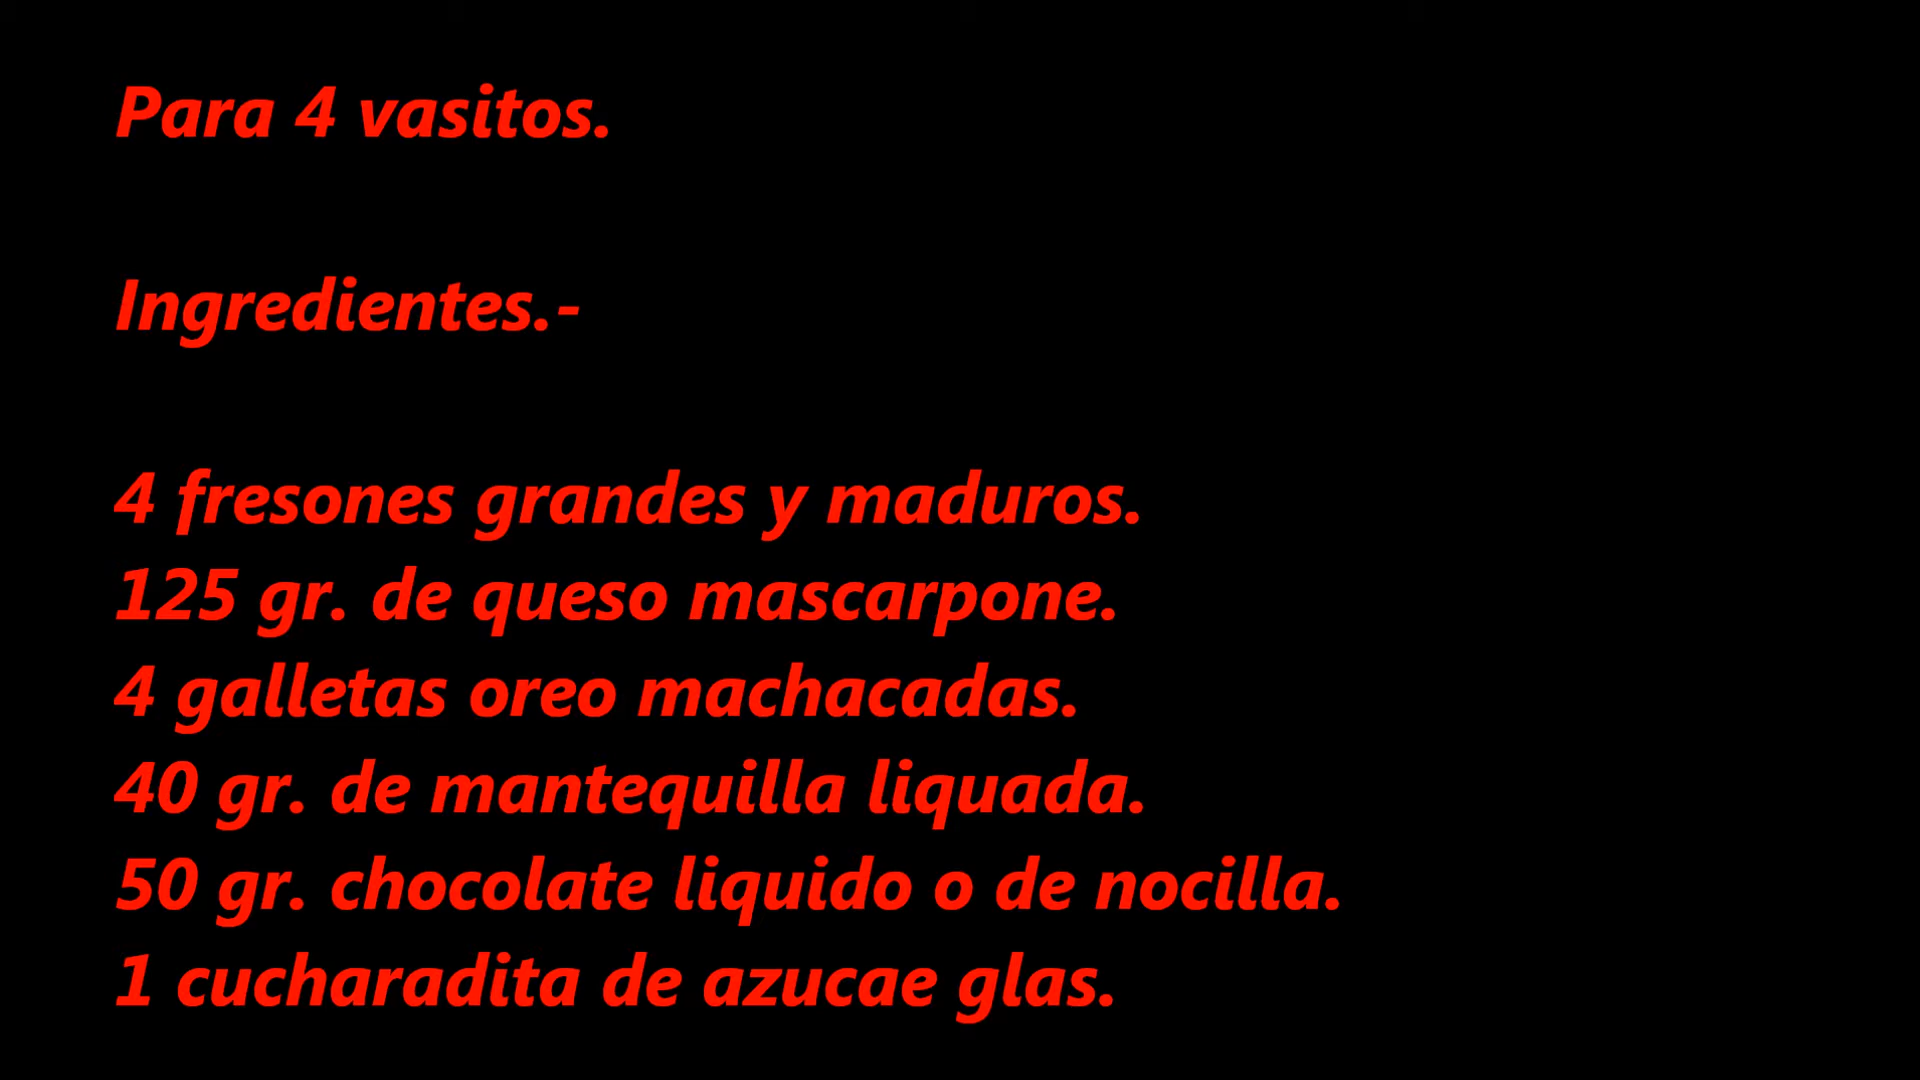 Para 4 vasitos.
Ingredientes.-
4 fresones grandes y maduros.
125 gr. de queso mascarpone.
4 galletas oreo machacadas.
40 gr. de mantequilla liquada.
50 gr. chocolate liquido o de nocilla.
1 cucharadita de azucae glas.